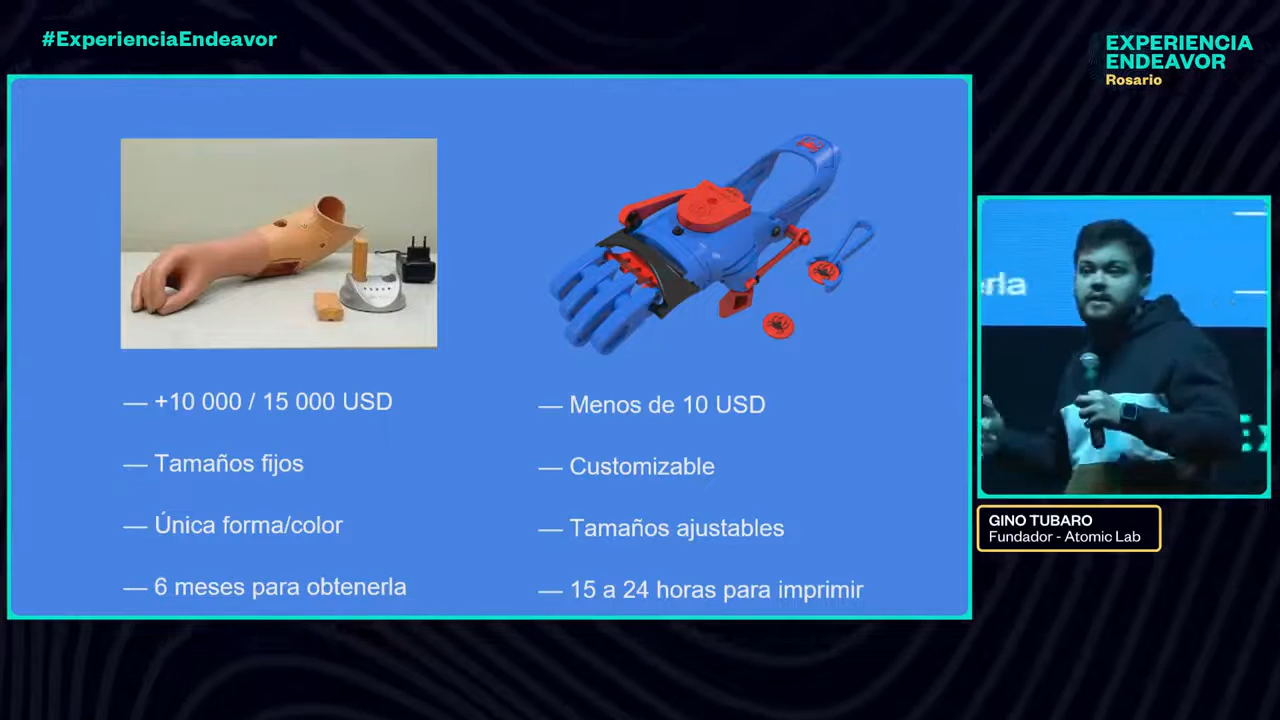 #ExperienciaEndeavor
EXPERIENCIA
ENDEAVOR
Rosario
— +10 000 / 15 000 USD
— Tamaños fijos
— Única forma/color
— 6 meses para obtenerla
— Menos de 10 USD
— Customizable
— Tamaños ajustables
— 15 a 24 horas para imprimir
rla
GINO TUBARO
Fundador - Atomic Lab